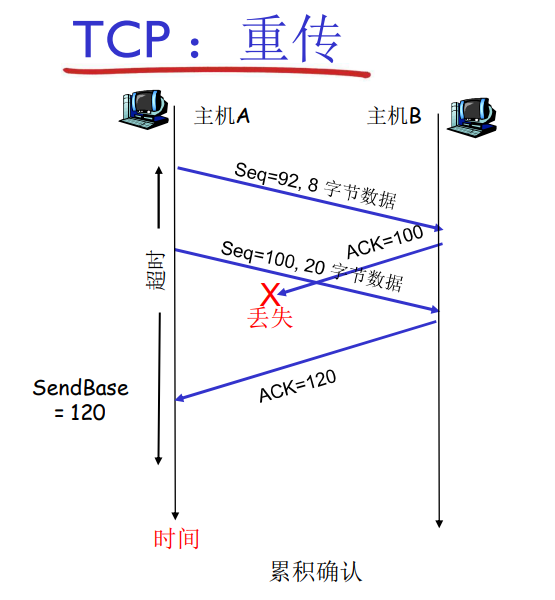 TCP：重传
主机A
主机B
Seq=92, 8 字节数据
ACK=100
Seq=100, 20 字节数据
超时
X
丢失
ACK=120
SendBase
= 120
时间
累积确认